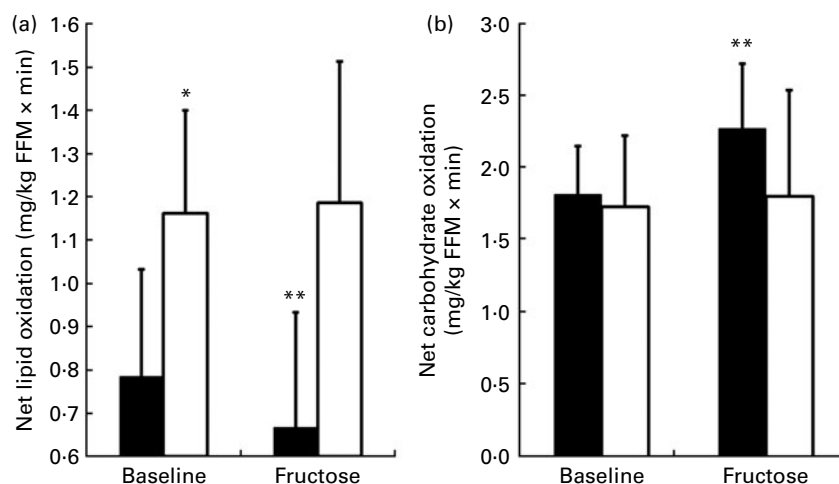 (a)
Net lipid oxidation (mg/kg FFM × min)
1·6
1·5
1·4
1·3
1·2
1·1
1·0
0·9
0·8
0·7
0·6
*
**
Baseline
Fructose
(b)
Net carbohydrate oxidation
(mg/kg FFM × min)
3·0
2·5
2·0
1·5
1·0
0·5
0·0
**
Baseline
Fructose